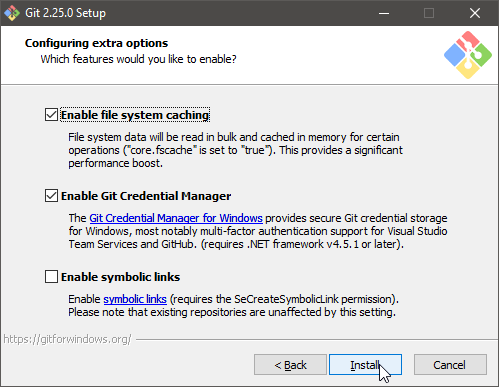 Git 2.25.0 Setup
Configuring extra options
Which features would you like to enable?
Enable file system caching
File system data will be read in bulk and cached in memory for certain
operations ("core.fscache" is set to "true"). This provides a significant
performance boost.
Enable Git Credential Manager
The Git Credential Manager for Windows provides secure Git credential storage
for Windows, most notably multi-factor authentication support for Visual Studio
Team Services and GitHub. (requires .NET framework v4.5.1 or later).
Enable symbolic links
Enable symbolic links (requires the SeCreateSymbolicLink permission).
Please note that existing repositories are unaffected by this setting.
https://gitforwindows.org/
< Back Install Cancel